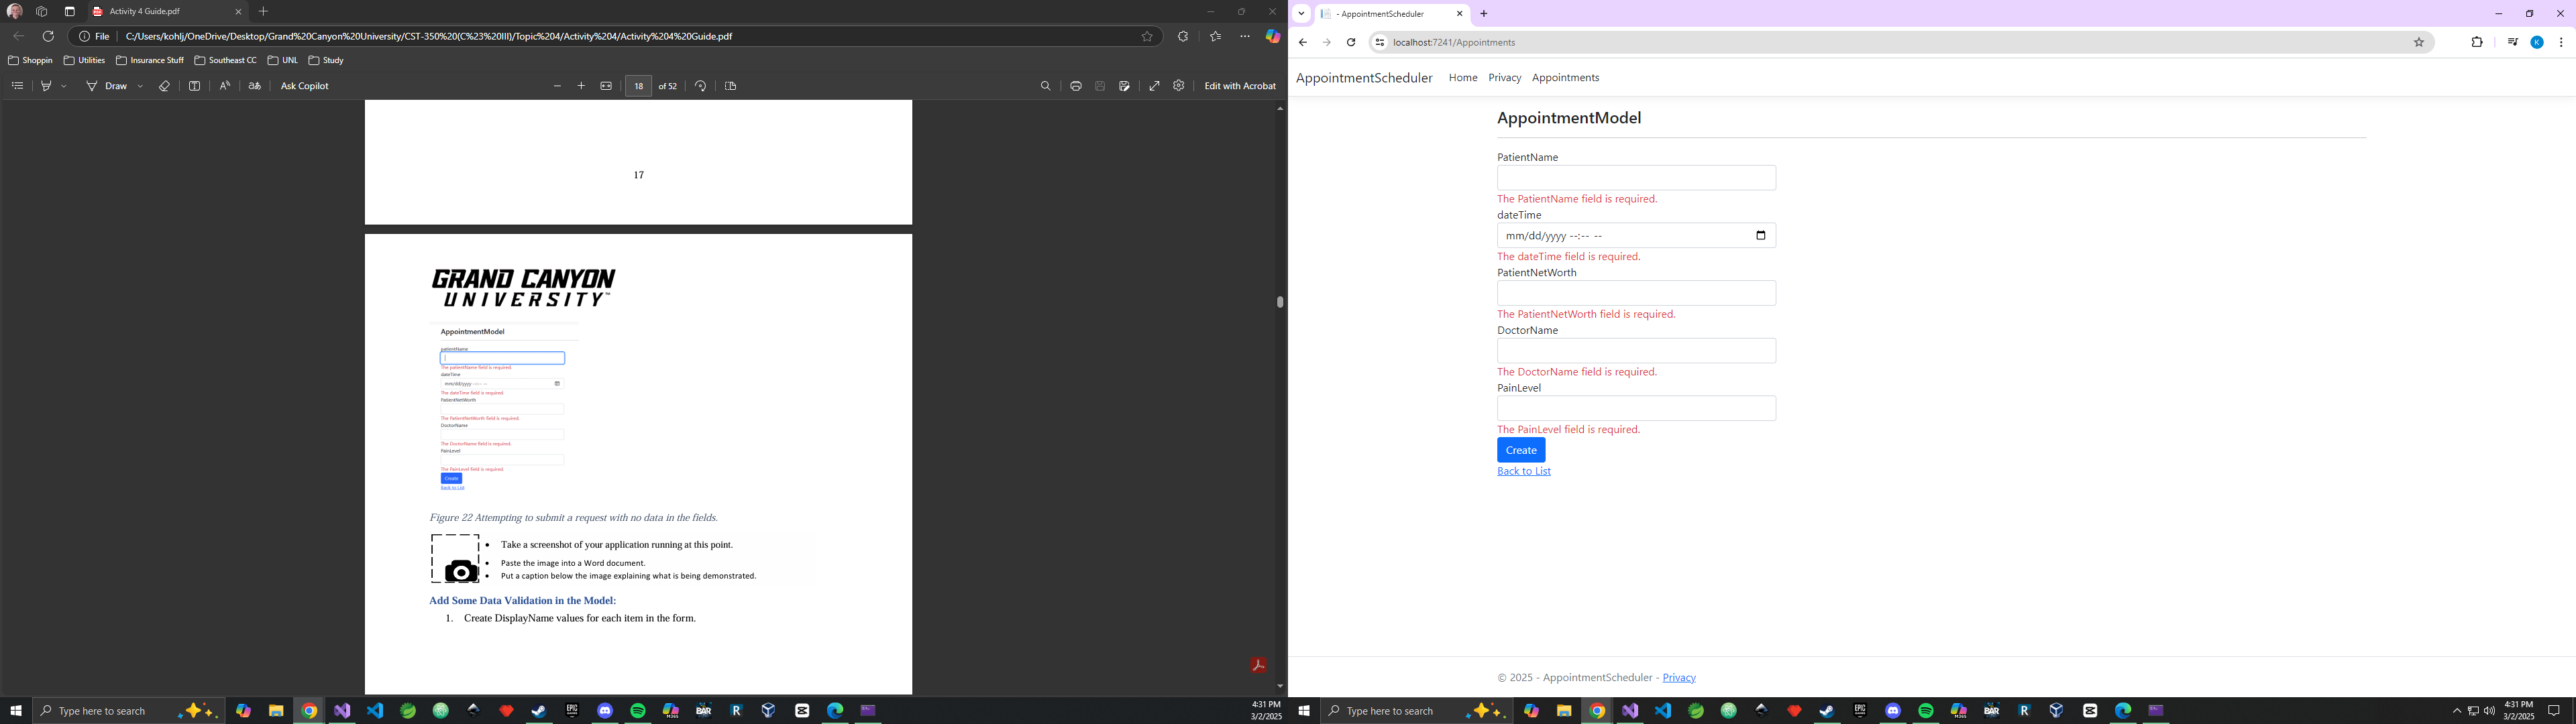 Activity 4 Guide.pdf
File
C:/Users/kohlj/OneDrive/Desktop/Grand%20Canyon%20University/CST-350%20(C%23%20III)/Topic%204/Activity%204/Activity%204%20Guide.pdf
Shoppin
Utilities
Insurance Stuff
Southeast CC
UNL
Study
Draw
aあ
Ask Copilot
18
of 52
Edit with Acrobat
17
GRAND CANYON
UNIVERSITY™
AppointmentModel
patientName
The patientName field is required.
dateTime
mm/dd/yyyy --:-- --
The dateTime field is required.
PatientNetWorth
The PatientNetWorth field is required.
DoctorName
The DoctorName field is required.
PainLevel
The PainLevel field is required.
Create
Back to List
Figure 22 Attempting to submit a request with no data in the fields.
• Take a screenshot of your application running at this point.
• Paste the image into a Word document.
• Put a caption below the image explaining what is being demonstrated.
Add Some Data Validation in the Model:
1. Create DisplayName values for each item in the form.
Type here to search
4:31 PM
3/2/2025
- AppointmentScheduler
localhost:7241/Appointments
K
AppointmentScheduler
Home
Privacy
Appointments
AppointmentModel
PatientName
The PatientName field is required.
dateTime
mm/dd/yyyy --:-- --
The dateTime field is required.
PatientNetWorth
The PatientNetWorth field is required.
DoctorName
The DoctorName field is required.
PainLevel
The PainLevel field is required.
Create
Back to List
© 2025 - AppointmentScheduler - Privacy
Type here to search
4:31 PM
3/2/2025